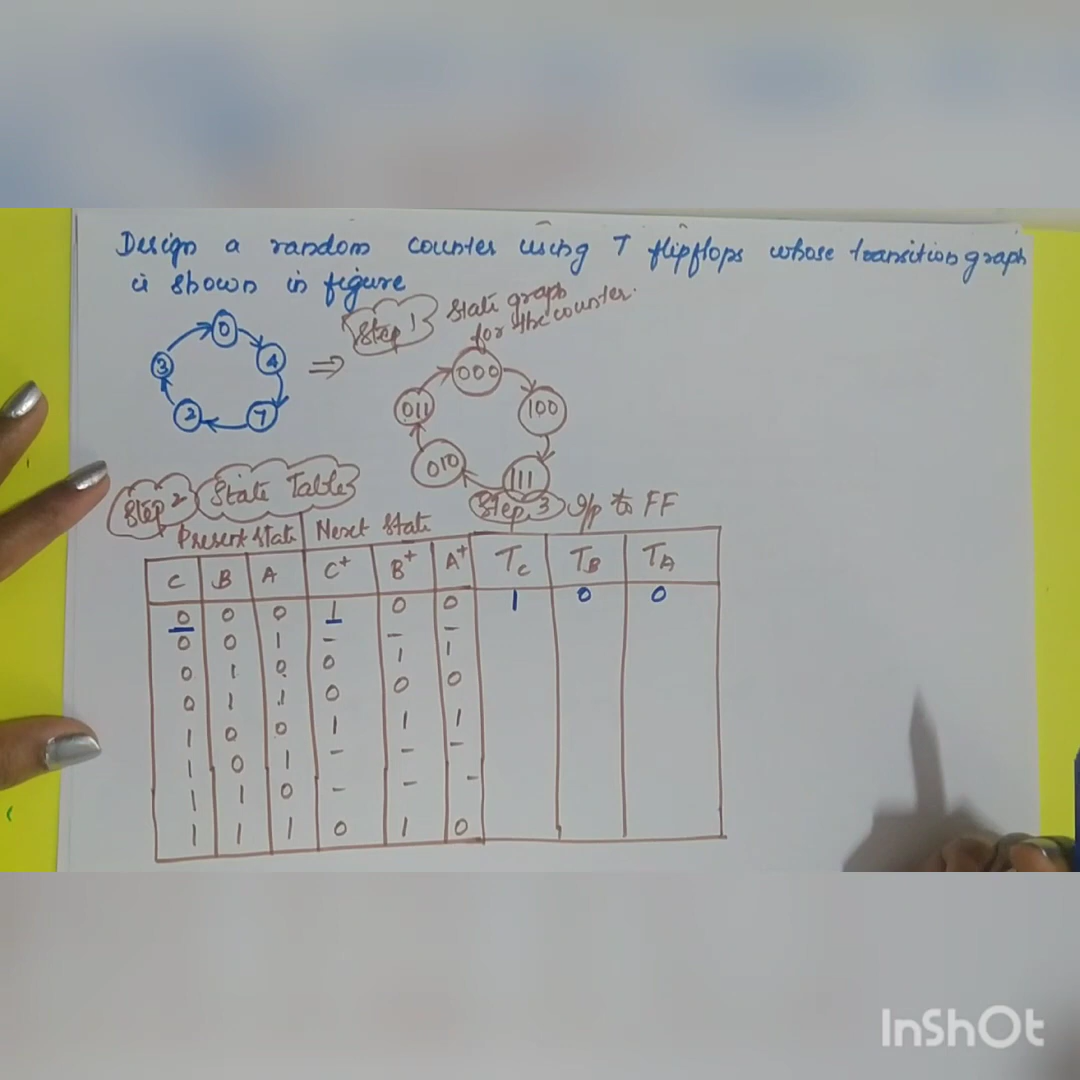 Design a random counter using T flipflops whose transition graph
is shown in figure
Step 1 State graph
for the counter.
0
4
7
2
3
⇒
000
100
111
010
011
Step 2 State Table
Step 3 I/p to FF
Present state Next state
C B A C+ B+ A+ TC TB TA
0 0 0 1 0 0 1 0 0
0 0 1 - - -
0 1 0 0 1 1
0 1 1 0 0 0
1 0 0 1 1 1
1 0 1 - - -
1 1 0 - - -
1 1 1 0 1 0
InShOt